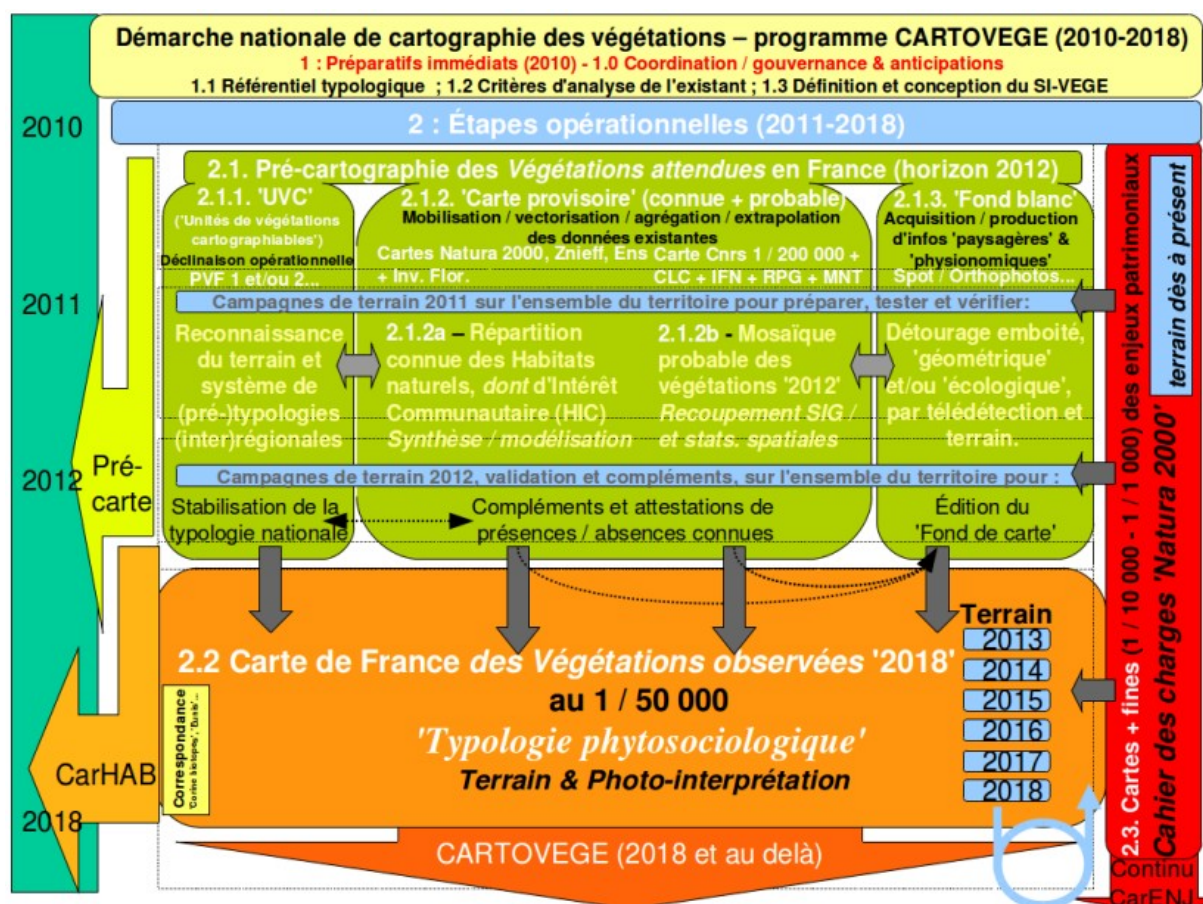 Démarche nationale de cartographie des végétations – programme CARTOVEGE (2010-2018)
1 : Préparatifs immédiats (2010) - 1.0 Coordination / gouvernance & anticipations
1.1 Référentiel typologique ; 1.2 Critères d'analyse de l'existant ; 1.3 Définition et conception du SI-VEGE
2010
2 : Étapes opérationnelles (2011-2018)
2.1. Pré-cartographie des Végétations attendues en France (horizon 2012)
2.1.1. 'UVC'
('Unités de végétations
cartographiables')
Déclinaison opérationnelle
PVF 1 et/ou 2...
2.1.2. 'Carte provisoire' (connue + probable)
Mobilisation / vectorisation / agrégation / extrapolation
des données existantes
Cartes Natura 2000, Znieff, Ens
+ Inv. Flor.
Carte Cnrs 1 / 200 000 +
CLC + IFN + RPG + MNT
2.1.3. 'Fond blanc'
Acquisition / production
d'infos 'paysagères' &
'physionomiques'
Spot / Orthophotos...
2011
Campagnes de terrain 2011 sur l'ensemble du territoire pour préparer, tester et vérifier:
Reconnaissance
du terrain et
système de
(pré-)typologies
(inter)régionales
2.1.2a – Répartition
connue des Habitats
naturels, dont d'Intérêt
Communautaire (HIC)
Synthèse / modélisation
2.1.2b - Mosaïque
probable des
végétations '2012'
Recoupement SIG /
et stats. spatiales
Détourage emboité,
'géométrique'
et/ou 'écologique',
par télédétection et
terrain.
2012
Pré-
carte
Campagnes de terrain 2012, validation et compléments, sur l'ensemble du territoire pour :
Stabilisation de la
typologie nationale
Compléments et attestations de
présences / absences connues
Édition du
'Fond de carte'
2.2 Carte de France des Végétations observées '2018'
au 1 / 50 000
'Typologie phytosociologique'
Terrain & Photo-interprétation
Terrain
2013
2014
2015
2016
2017
2018
Correspondance
CarHAB
2018
CARTOVEGE (2018 et au delà)
2.3. Cartes + fines (1 / 10 000 - 1 / 1 000) des enjeux patrimoniaux
Cahier des charges 'Natura 2000'
terrain dès à présent
Continu
CarEN.I